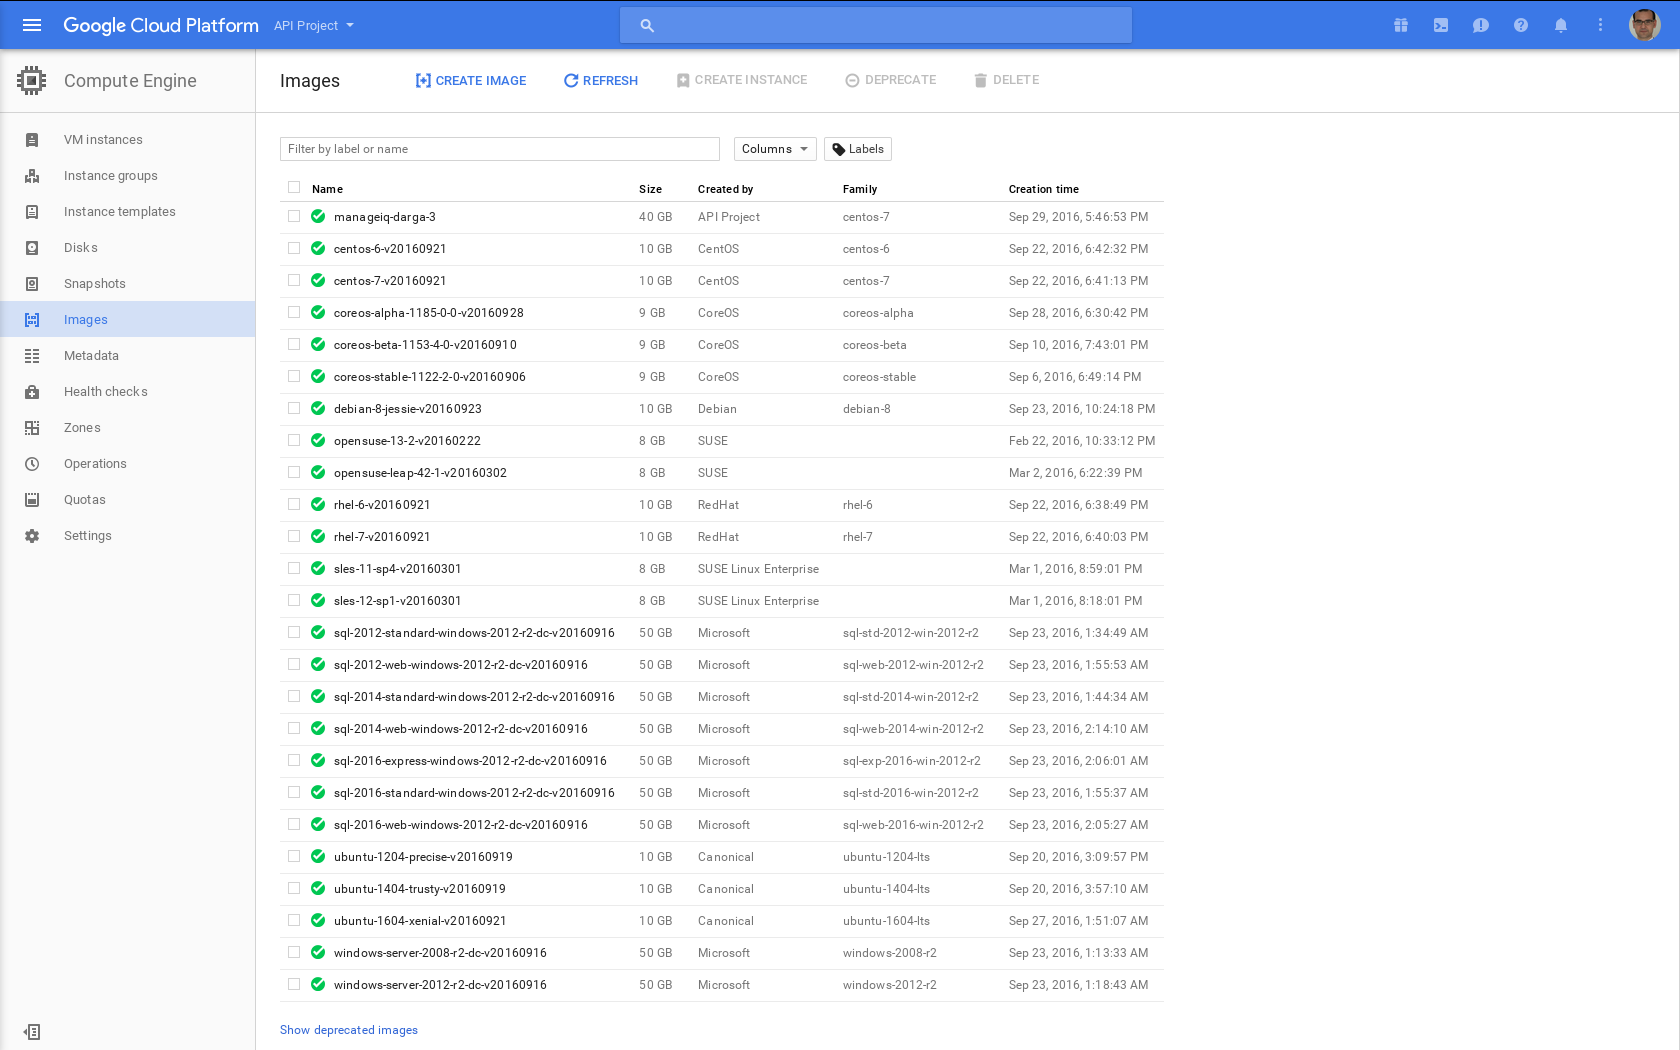 Google Cloud Platform API Project
Compute Engine
Images CREATE IMAGE REFRESH CREATE INSTANCE DEPRECATE DELETE
VM instances
Instance groups
Instance templates
Disks
Snapshots
Images
Metadata
Health checks
Zones
Operations
Quotas
Settings
Filter by label or name Columns Labels
Name Size Created by Family Creation time
manageiq-darga-3 40 GB API Project centos-7 Sep 29, 2016, 5:46:53 PM
centos-6-v20160921 10 GB CentOS centos-6 Sep 22, 2016, 6:42:32 PM
centos-7-v20160921 10 GB CentOS centos-7 Sep 22, 2016, 6:41:13 PM
coreos-alpha-1185-0-0-v20160928 9 GB CoreOS coreos-alpha Sep 28, 2016, 6:30:42 PM
coreos-beta-1153-4-0-v20160910 9 GB CoreOS coreos-beta Sep 10, 2016, 7:43:01 PM
coreos-stable-1122-2-0-v20160906 9 GB CoreOS coreos-stable Sep 6, 2016, 6:49:14 PM
debian-8-jessie-v20160923 10 GB Debian debian-8 Sep 23, 2016, 10:24:18 PM
opensuse-13-2-v20160222 8 GB SUSE Feb 22, 2016, 10:33:12 PM
opensuse-leap-42-1-v20160302 8 GB SUSE Mar 2, 2016, 6:22:39 PM
rhel-6-v20160921 10 GB RedHat rhel-6 Sep 22, 2016, 6:38:49 PM
rhel-7-v20160921 10 GB RedHat rhel-7 Sep 22, 2016, 6:40:03 PM
sles-11-sp4-v20160301 8 GB SUSE Linux Enterprise Mar 1, 2016, 8:59:01 PM
sles-12-sp1-v20160301 8 GB SUSE Linux Enterprise Mar 1, 2016, 8:18:01 PM
sql-2012-standard-windows-2012-r2-dc-v20160916 50 GB Microsoft sql-std-2012-win-2012-r2 Sep 23, 2016, 1:34:49 AM
sql-2012-web-windows-2012-r2-dc-v20160916 50 GB Microsoft sql-web-2012-win-2012-r2 Sep 23, 2016, 1:55:53 AM
sql-2014-standard-windows-2012-r2-dc-v20160916 50 GB Microsoft sql-std-2014-win-2012-r2 Sep 23, 2016, 1:44:34 AM
sql-2014-web-windows-2012-r2-dc-v20160916 50 GB Microsoft sql-web-2014-win-2012-r2 Sep 23, 2016, 2:14:10 AM
sql-2016-express-windows-2012-r2-dc-v20160916 50 GB Microsoft sql-exp-2016-win-2012-r2 Sep 23, 2016, 2:06:01 AM
sql-2016-standard-windows-2012-r2-dc-v20160916 50 GB Microsoft sql-std-2016-win-2012-r2 Sep 23, 2016, 1:55:37 AM
sql-2016-web-windows-2012-r2-dc-v20160916 50 GB Microsoft sql-web-2016-win-2012-r2 Sep 23, 2016, 2:05:27 AM
ubuntu-1204-precise-v20160919 10 GB Canonical ubuntu-1204-lts Sep 20, 2016, 3:09:57 PM
ubuntu-1404-trusty-v20160919 10 GB Canonical ubuntu-1404-lts Sep 20, 2016, 3:57:10 AM
ubuntu-1604-xenial-v20160921 10 GB Canonical ubuntu-1604-lts Sep 27, 2016, 1:51:07 AM
windows-server-2008-r2-dc-v20160916 50 GB Microsoft windows-2008-r2 Sep 23, 2016, 1:13:33 AM
windows-server-2012-r2-dc-v20160916 50 GB Microsoft windows-2012-r2 Sep 23, 2016, 1:18:43 AM
Show deprecated images